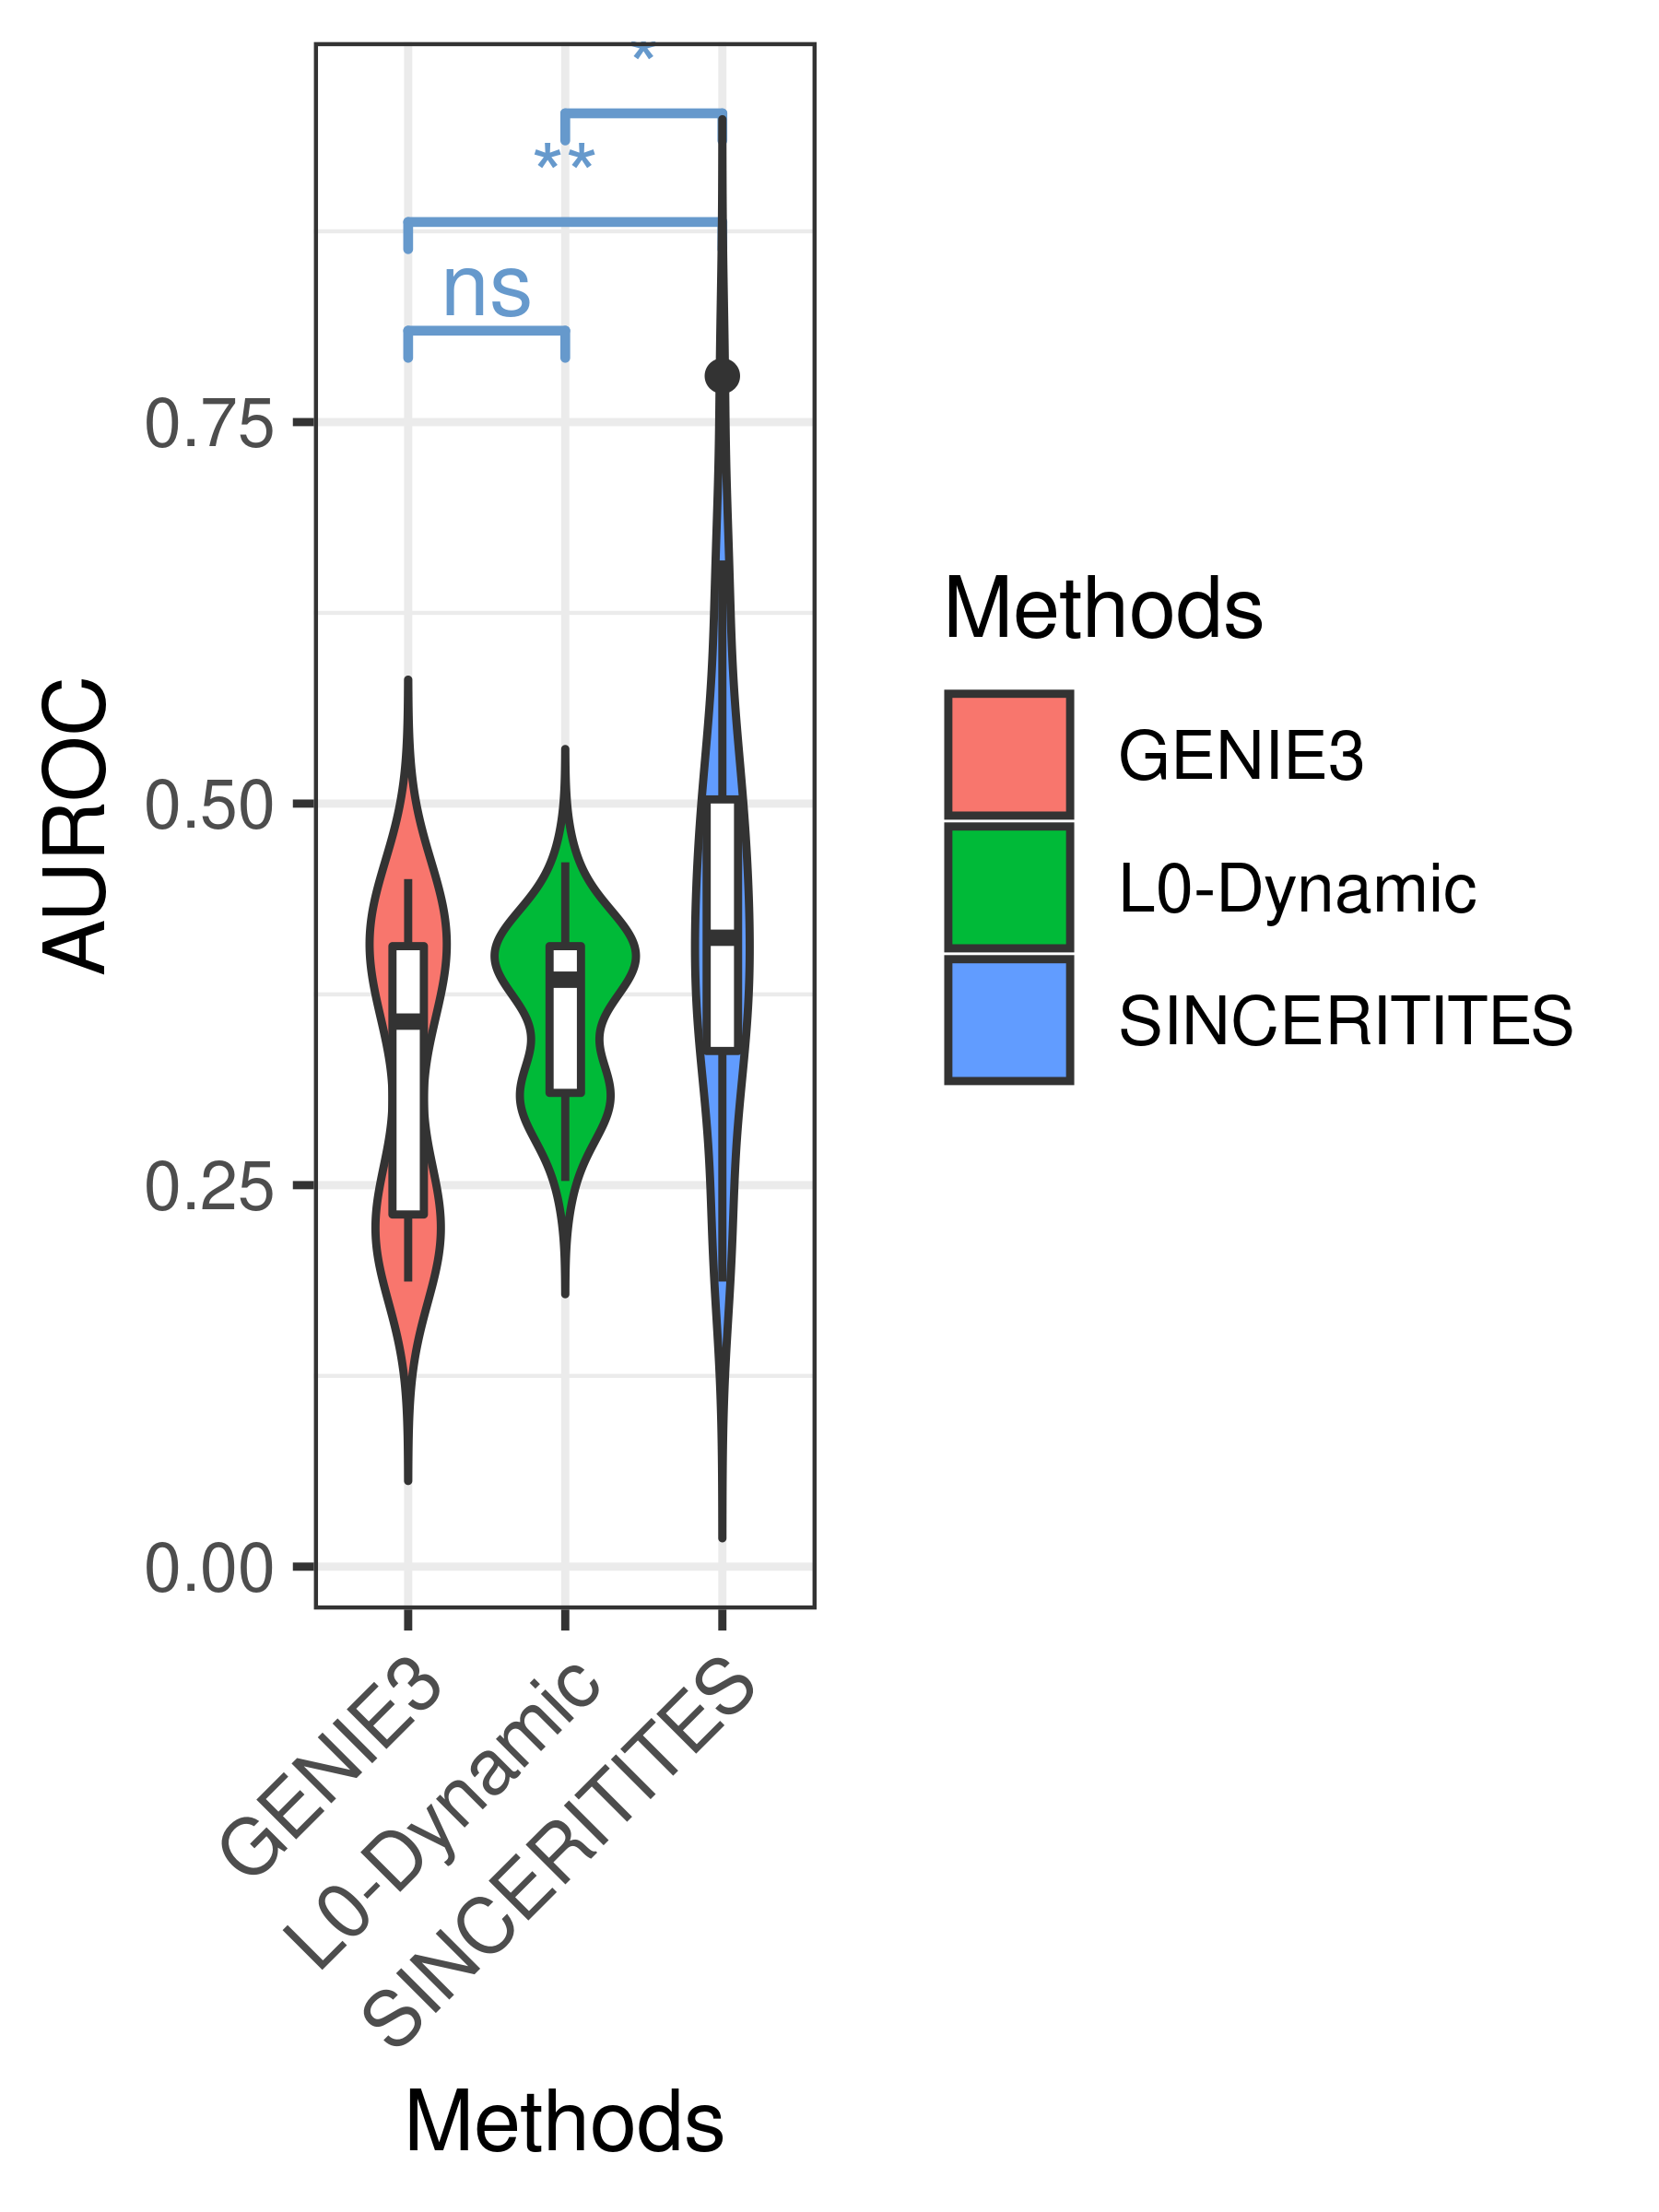 *
**
ns
0.75
0.50
0.25
0.00
AUROC
GENIE3
L0-Dynamic
SINCERITITES
Methods
Methods
GENIE3
L0-Dynamic
SINCERITITES